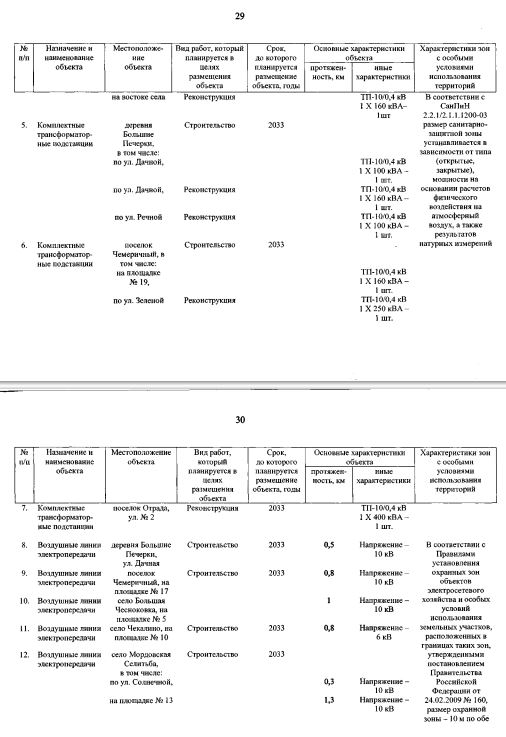 29
№ п/п
Назначение и наименование объекта
Местоположе-
ние
объекта
Вид работ, который
планируется в
целях
размещения
объекта
Срок,
до которого
планируется
размещение
объекта, годы
Основные характеристики
объекта
протяжен-
ность, км
иные
характеристики
Характеристики зон
с особыми
условиями
использования
территорий
на востоке села Реконструкция ТП-10/0,4 кВ
1 X 160 кВА–
1шт
В соответствии с
СанПиН
2.2.1/2.1.1.1200-03
размер санитарно-
защитной зоны
устанавливается в
зависимости от типа
(открытые,
закрытые),
мощности на
основании расчетов
физического
воздействия на
атмосферный
воздух, а также
результатов
натурных измерений
5. Комплектные
трансформатор-
ные подстанции
деревня
Большие
Печерки,
в том числе:
Строительство 2033
по ул. Дачной, ТП-10/0,4 кВ
1 X 100 кВА –
1 шт.
по ул. Дачной, Реконструкция ТП-10/0,4 кВ
1 X 160 кВА –
1 шт.
по ул. Речной Реконструкция ТП-10/0,4 кВ
1 X 100 кВА –
1 шт.
6. Комплектные
трансформатор-
ные подстанции
поселок
Чемеричный, в
том числе:
на площадке
№ 19,
Строительство 2033
ТП-10/0,4 кВ
1 X 160 кВА –
1 шт.
по ул. Зеленой Реконструкция ТП-10/0,4 кВ
1 X 250 кВА –
1 шт.
30
№ п/п
Назначение и
наименование
объекта
Местоположение
объекта
Вид работ,
который
планируется в
целях
размещения
объекта
Срок,
до которого
планируется
размещение
объекта, годы
Основные характеристики
объекта
протяжен-
ность, км
иные
характеристики
Характеристики зон
с особыми
условиями
использования
территорий
7. Комплектные
трансформатор-
ные подстанции
поселок Отрада,
ул. № 2
Реконструкция 2033 ТП-10/0,4 кВ
1 X 400 кВА –
1 шт.
8. Воздушные линии
электропередачи
деревня Большие
Печерки,
ул. Дачная
Строительство 2033 0,5 Напряжение –
10 кВ
В соответствии с
Правилами
установления
охранных зон
объектов
электросетевого
хозяйства и особых
условий
использования
земельных участков,
расположенных в
границах таких зон,
утвержденными
постановлением
Правительства
Российской
Федерации от
24.02.2009 № 160,
размер охранной
зоны – 10 м по обе
9. Воздушные линии
электропередачи
поселок
Чемеричный, на
площадке № 17
Строительство 2033 0,8 Напряжение –
10 кВ
10. Воздушные линии
электропередачи
село Большая
Чесноковка, на
площадке № 5
Строительство 2033 1 Напряжение –
10 кВ
11. Воздушные линии
электропередачи
село Чекалино, на
площадке № 10
Строительство 2033 0,8 Напряжение –
6 кВ
12. Воздушные линии
электропередачи
село Мордовская
Селитьба,
в том числе:
Строительство 2033
по ул. Солнечной, 0,3 Напряжение –
10 кВ
на площадке № 13 1,3 Напряжение –
10 кВ